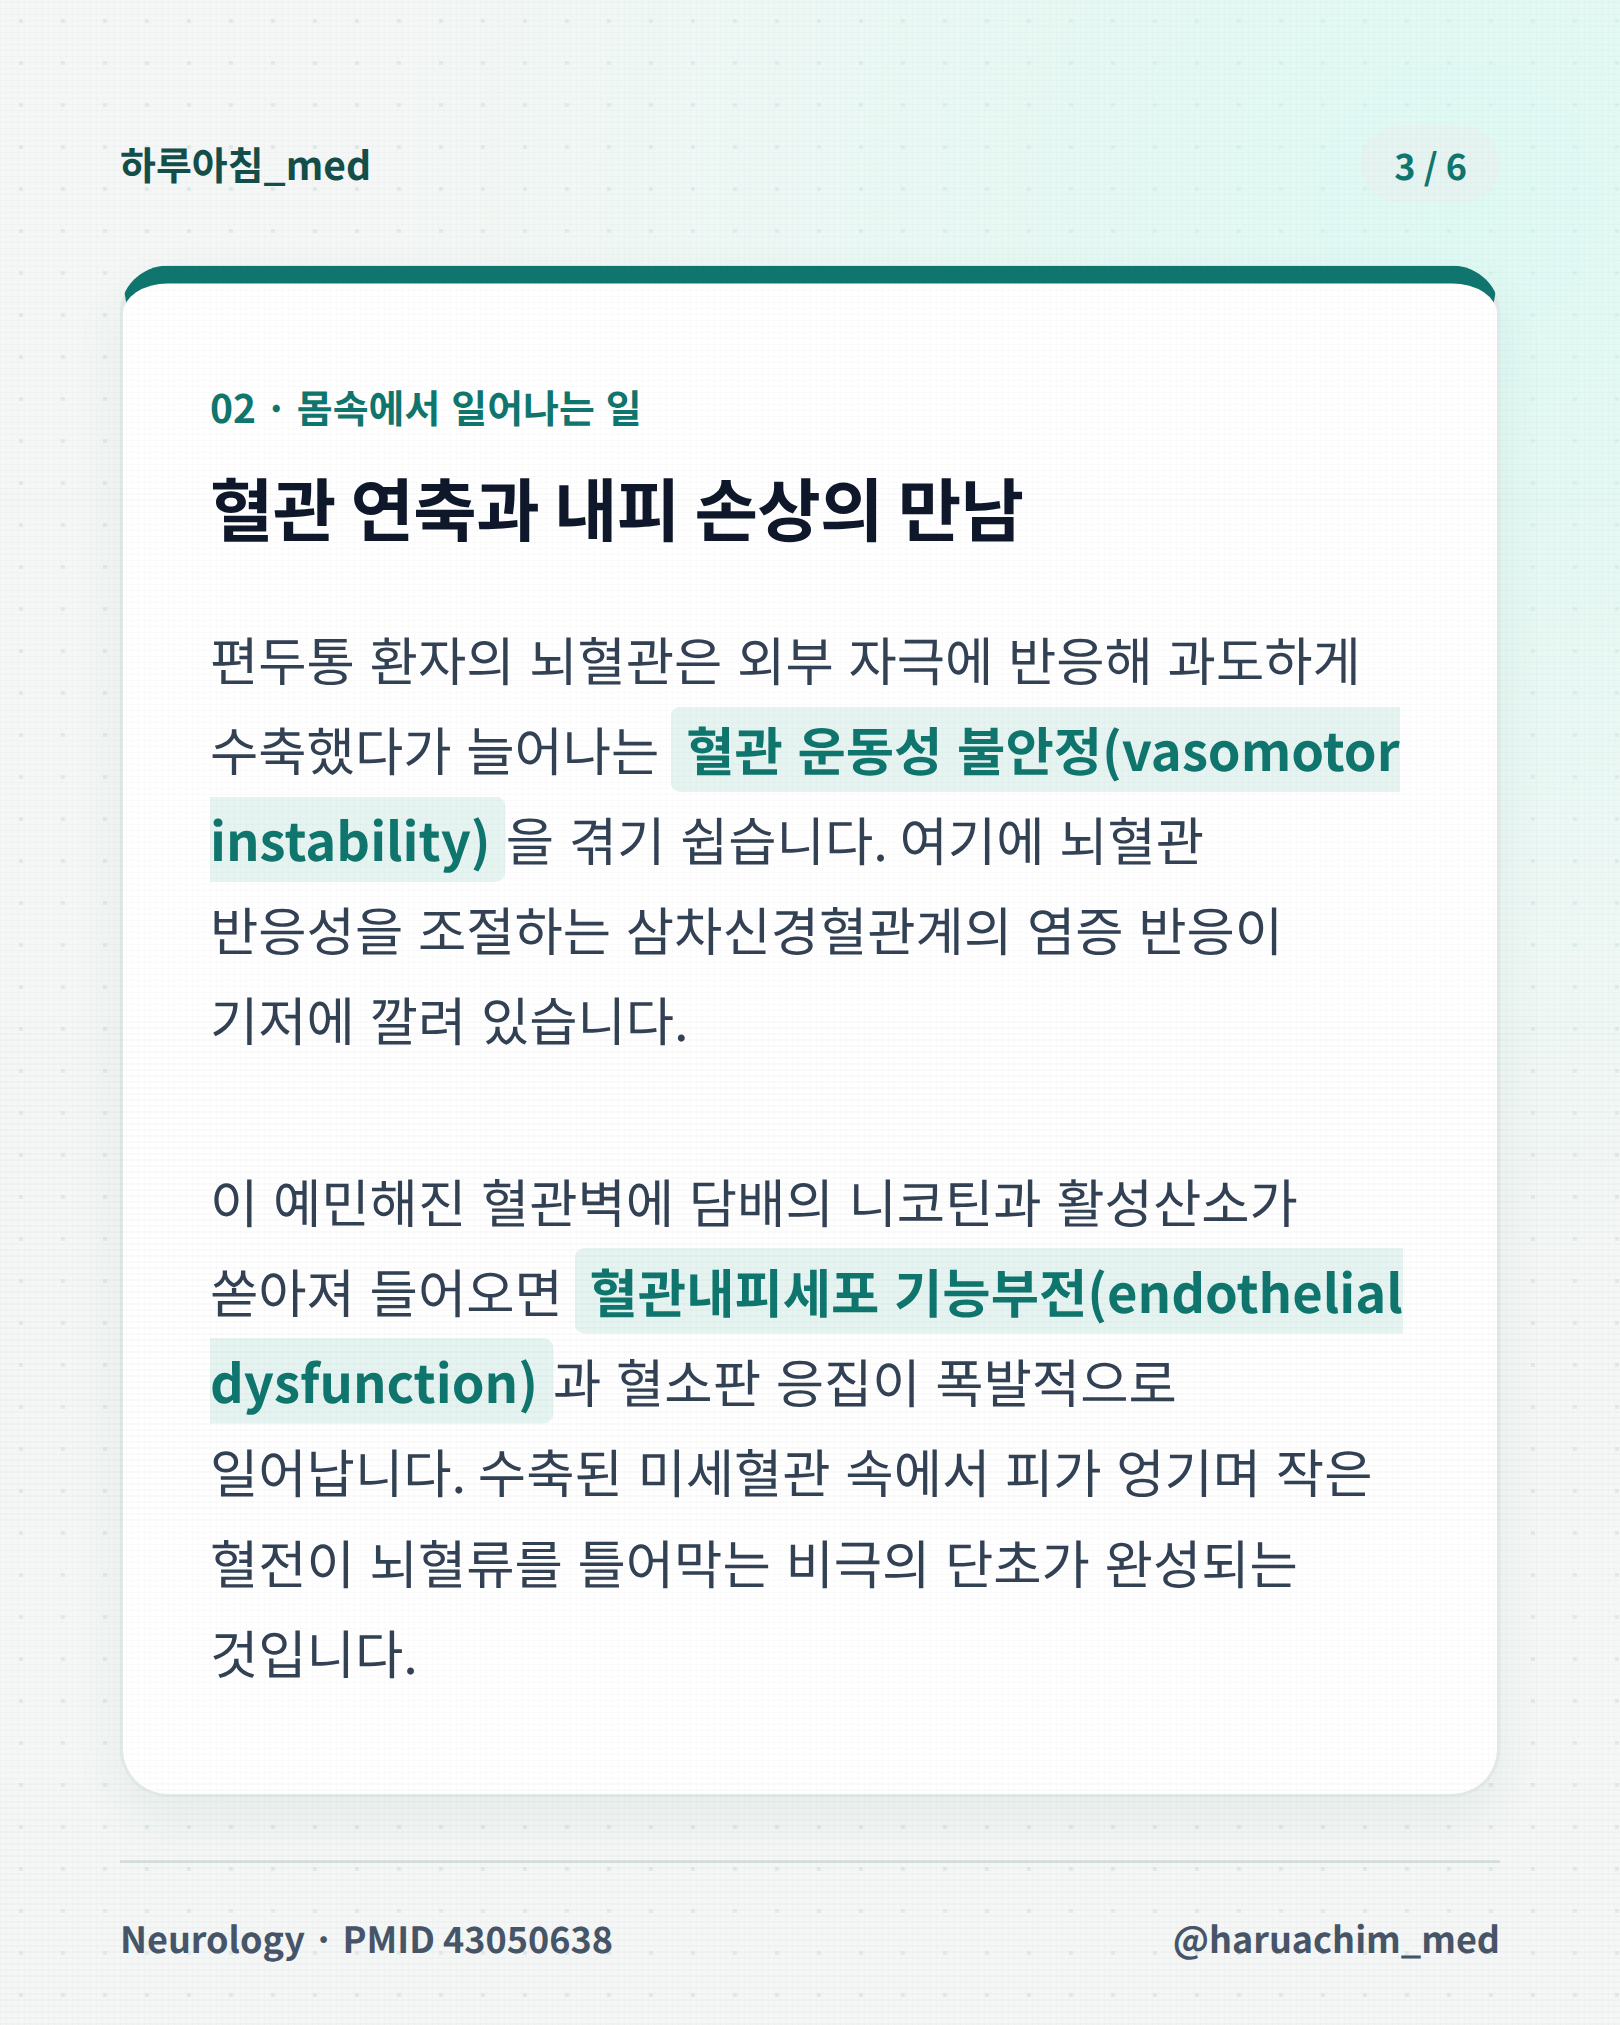 하루아침_med
3 / 6
02 · 몸속에서 일어나는 일
혈관 연축과 내피 손상의 만남
편두통 환자의 뇌혈관은 외부 자극에 반응해 과도하게
수축했다가 늘어나는 혈관 운동성 불안정(vasomotor
instability)을 겪기 쉽습니다. 여기에 뇌혈관
반응성을 조절하는 삼차신경혈관계의 염증 반응이
기저에 깔려 있습니다.
이 예민해진 혈관벽에 담배의 니코틴과 활성산소가
쏟아져 들어오면 혈관내피세포 기능부전(endothelial
dysfunction)과 혈소판 응집이 폭발적으로
일어납니다. 수축된 미세혈관 속에서 피가 엉기며 작은
혈전이 뇌혈류를 틀어막는 비극의 단초가 완성되는
것입니다.
Neurology · PMID 43050638
@haruachim_med